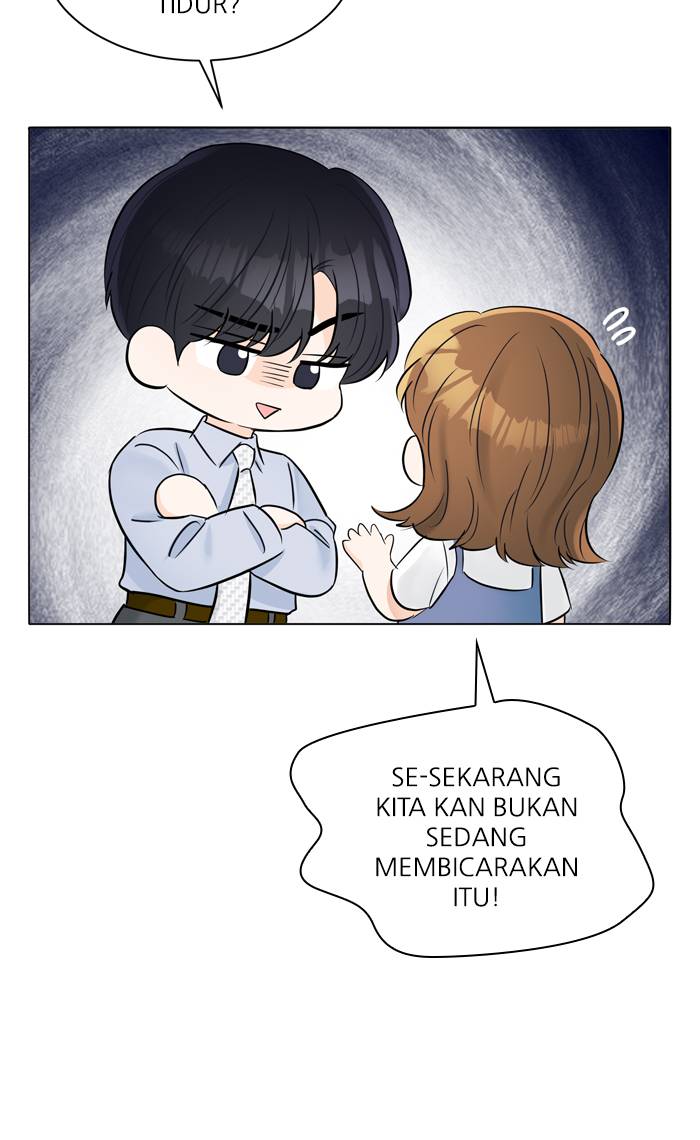 TIDUR?
SE-SEKARANG
KITA KAN BUKAN
SEDANG
MEMBICARAKAN
ITU!